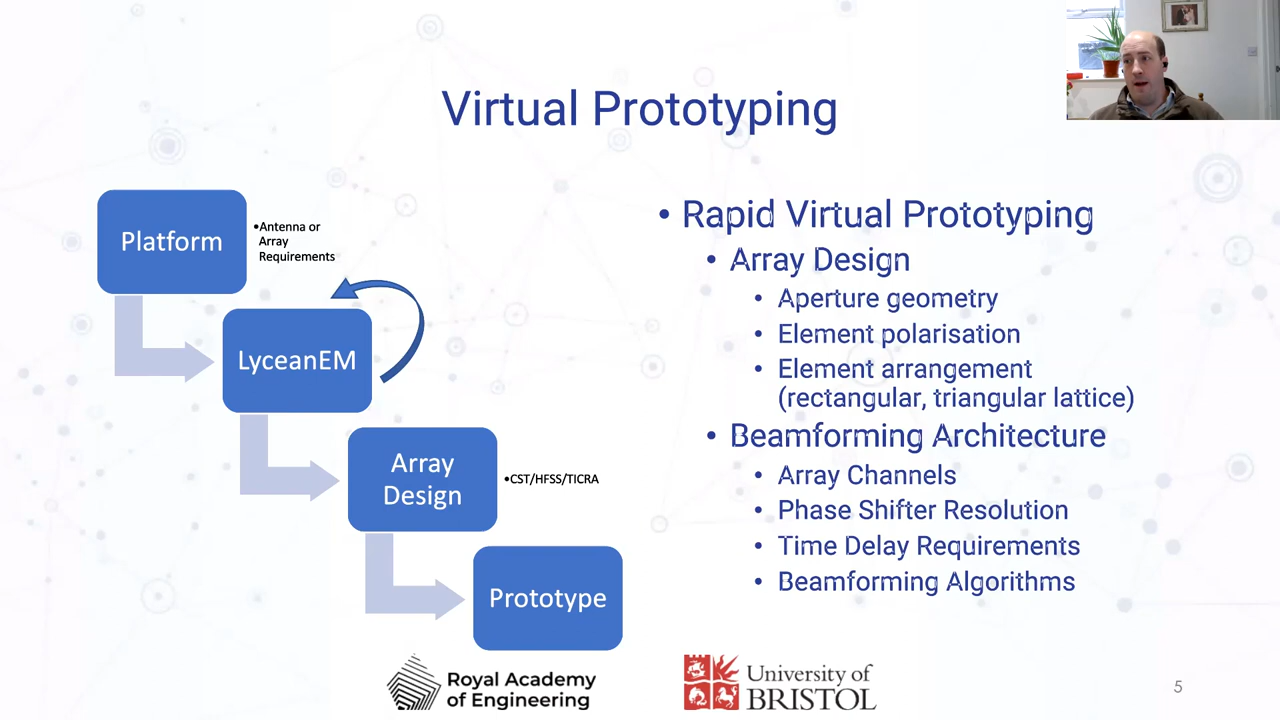 Virtual Prototyping
Platform
•Antenna or
Array
Requirements
LyceanEM
Array
Design
•CST/HFSS/TICRA
Prototype
• Rapid Virtual Prototyping
• Array Design
• Aperture geometry
• Element polarisation
• Element arrangement
(rectangular, triangular lattice)
• Beamforming Architecture
• Array Channels
• Phase Shifter Resolution
• Time Delay Requirements
• Beamforming Algorithms
Royal Academy
of Engineering
University of
BRISTOL
5